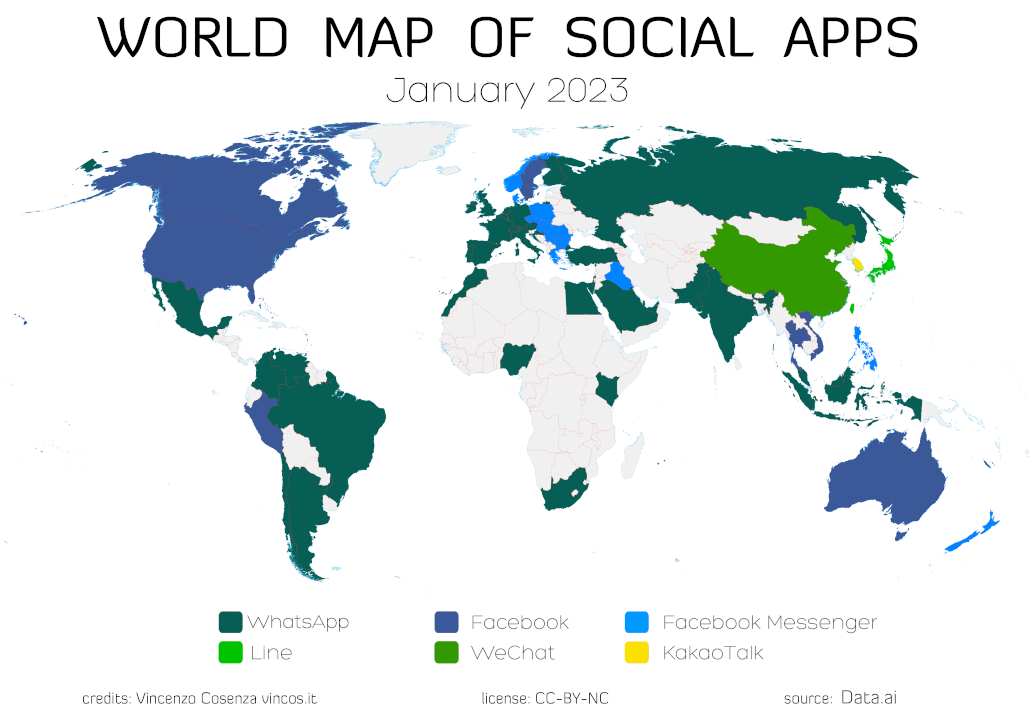 WORLD MAP OF SOCIAL APPS
January 2023
WhatsApp Facebook Facebook Messenger
Line WeChat KakaoTalk
credits: Vincenzo Cosenza vincos.it license: CC-BY-NC source: Data.ai